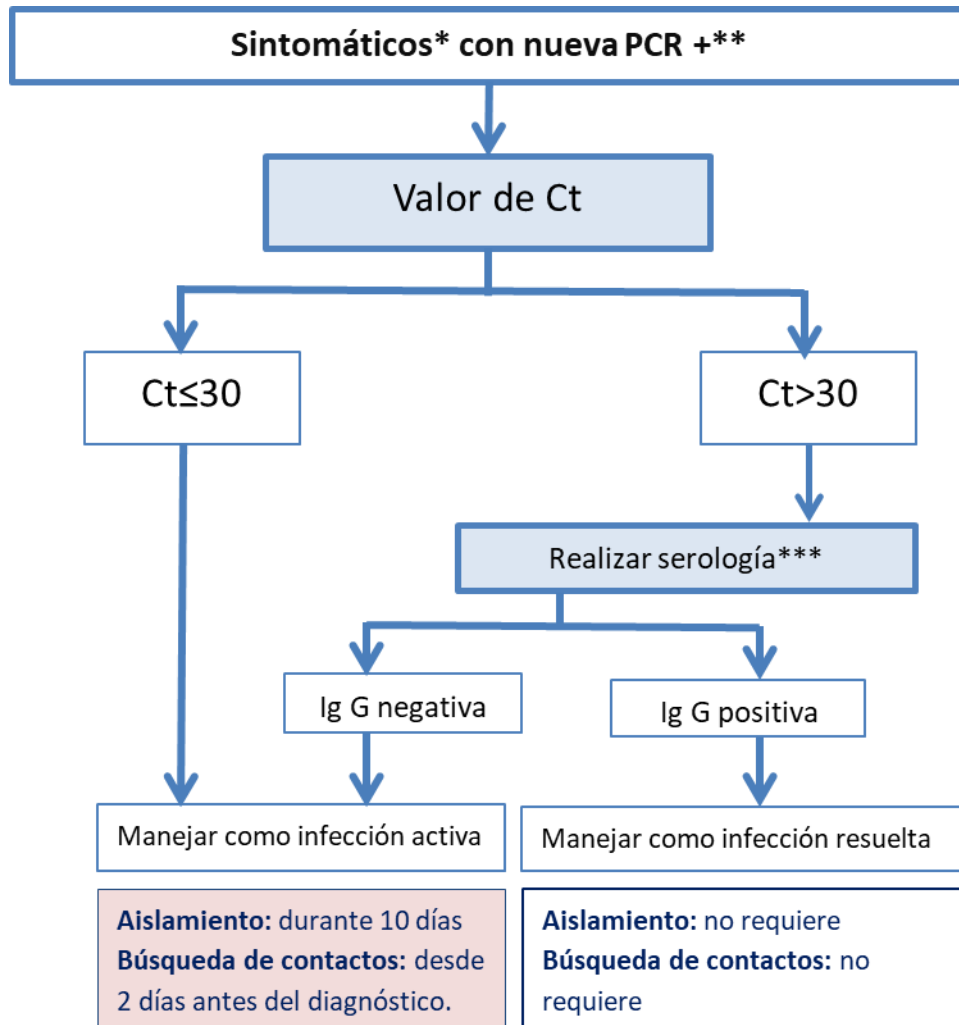 Sintomáticos* con nueva PCR +**
Valor de Ct
Ct≤30
Ct>30
Realizar serología***
Ig G negativa
Ig G positiva
Manejar como infección activa
Manejar como infección resuelta
Aislamiento: durante 10 días
Búsqueda de contactos: desde
2 días antes del diagnóstico.
Aislamiento: no requiere
Búsqueda de contactos: no
requiere